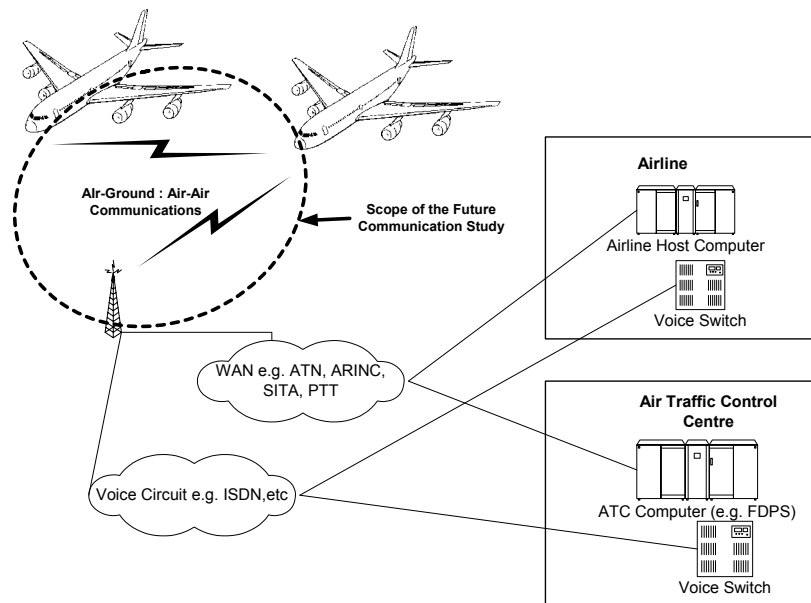 AIr-Ground : Air-Air
Communications
Scope of the Future
Communication Study
Airline
Airline Host Computer
Voice Switch
WAN e.g. ATN, ARINC,
SITA, PTT
Voice Circuit e.g. ISDN,etc
Air Traffic Control
Centre
ATC Computer (e.g. FDPS)
Voice Switch